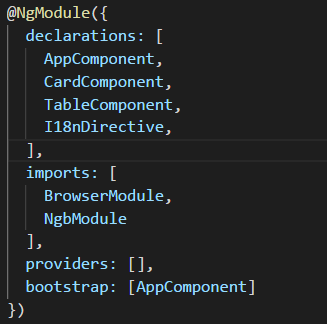 @NgModule({
  declarations: [
    AppComponent,
    CardComponent,
    TableComponent,
    I18nDirective,
  ],
  imports: [
    BrowserModule,
    NgbModule
  ],
  providers: [],
  bootstrap: [AppComponent]
})